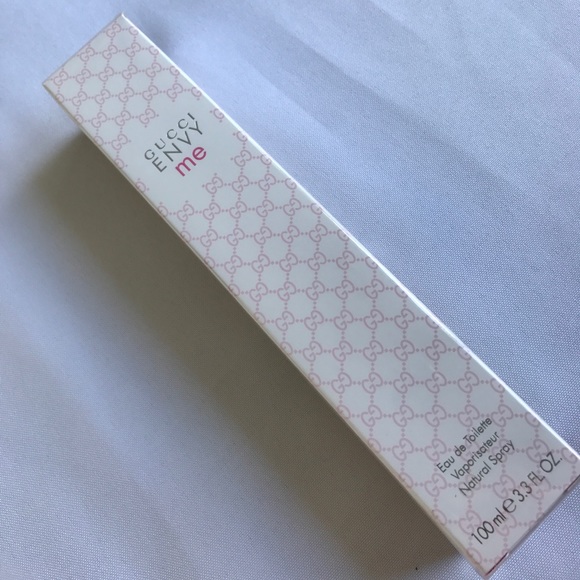 GUCCI
ENVY
me
Eau de Toilette
Vaporisateur
Natural Spray
100 ml ℮ 3.3 FL.OZ.